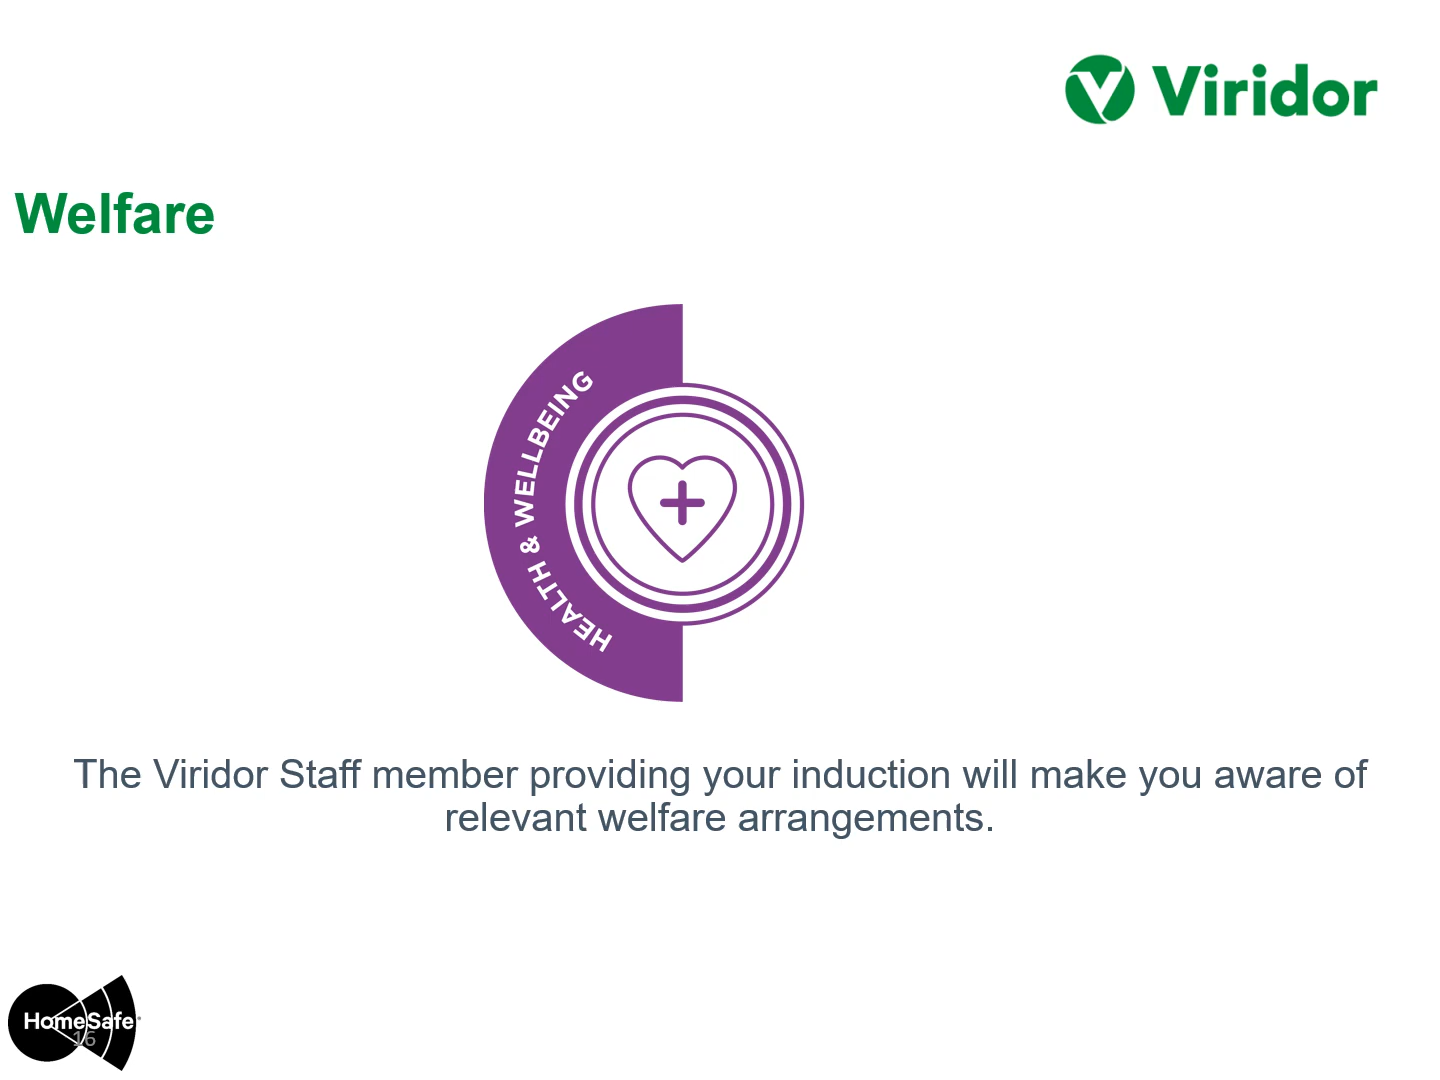 Viridor
Welfare
HEALTH & WELLBEING
The Viridor Staff member providing your induction will make you aware of
relevant welfare arrangements.
HomeSafe
16